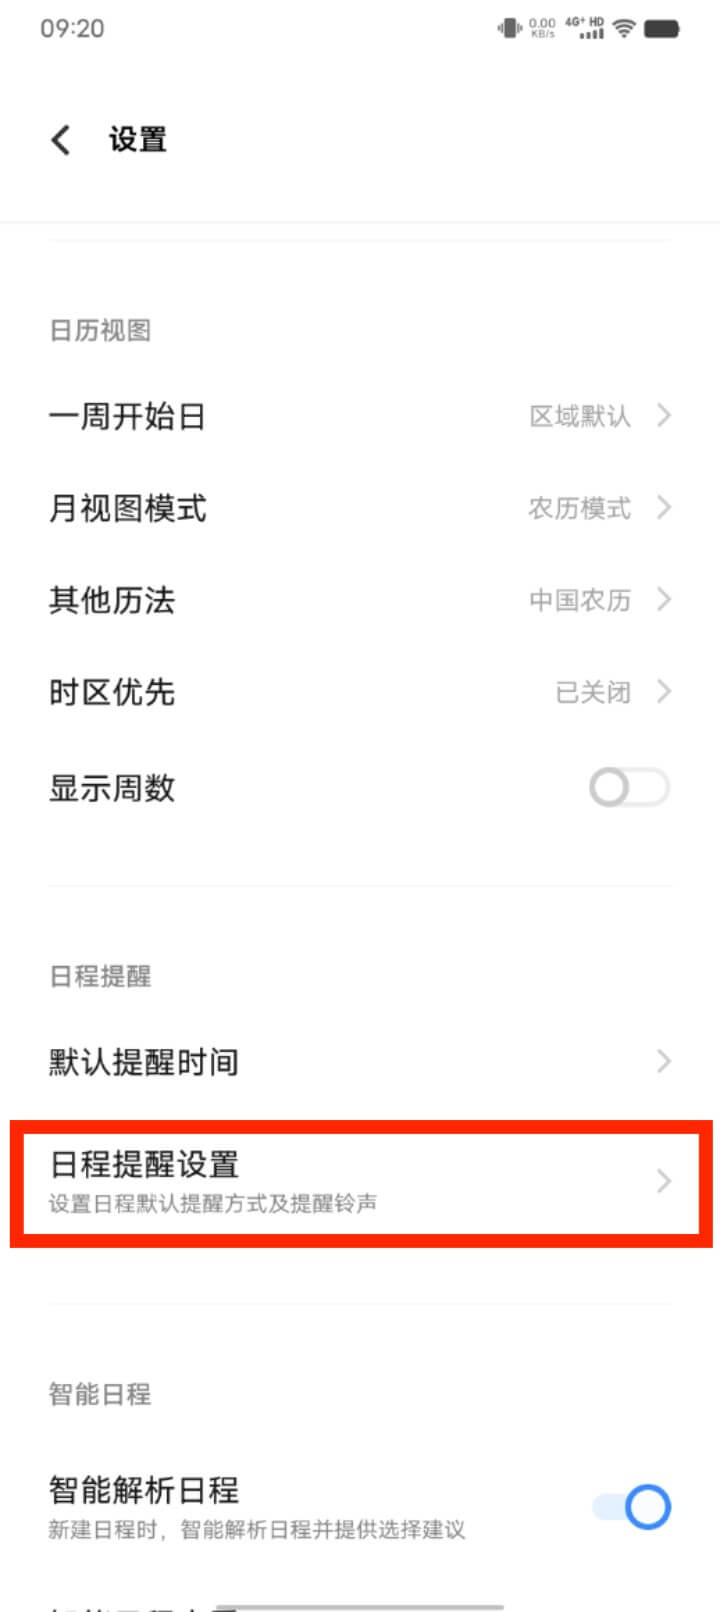 09:20
0.00
KB/s
4G+ HD
设置
日历视图
一周开始日
区域默认
月视图模式
农历模式
其他历法
中国农历
时区优先
已关闭
显示周数
日程提醒
默认提醒时间
日程提醒设置
设置日程默认提醒方式及提醒铃声
智能日程
智能解析日程
新建日程时，智能解析日程并提供选择建议